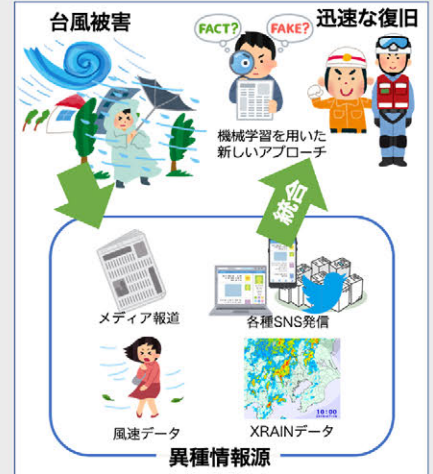 台風被害
FACT?
FAKE?
迅速な復旧
機械学習を用いた
新しいアプローチ
統合
メディア報道
各種SNS発信
風速データ
XRAINデータ
16:00
異種情報源